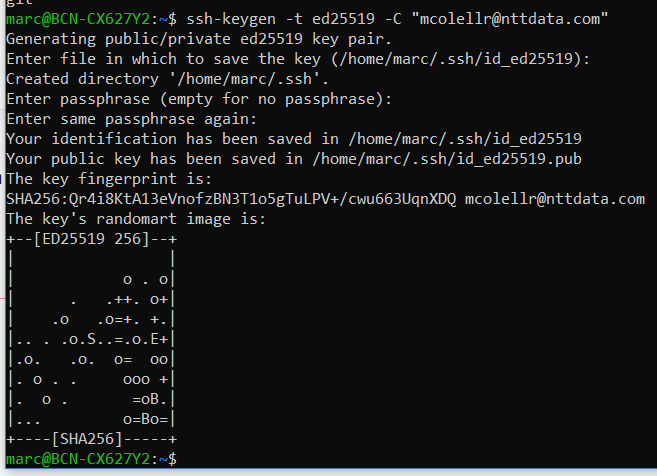 git
marc@BCN-CX627Y2:~$ ssh-keygen -t ed25519 -C "mcolellr@nttdata.com"
Generating public/private ed25519 key pair.
Enter file in which to save the key (/home/marc/.ssh/id_ed25519):
Created directory '/home/marc/.ssh'.
Enter passphrase (empty for no passphrase):
Enter same passphrase again:
Your identification has been saved in /home/marc/.ssh/id_ed25519
Your public key has been saved in /home/marc/.ssh/id_ed25519.pub
The key fingerprint is:
SHA256:Qr4i8KtA13eVnofzBN3T1o5gTuLPV+/cwu663UqnXDQ mcolellr@nttdata.com
The key's randomart image is:
+--[ED25519 256]--+
|                 |
|            o . o|
|      .   .++. o+|
|    .o   .o=+. +.|
|.. . .o.S..=.o.E+|
|.o.   .o.  o=  oo|
|. o . .     ooo +|
|.  o .       =oB.|
|...         o=Bo=|
+----[SHA256]-----+
marc@BCN-CX627Y2:~$